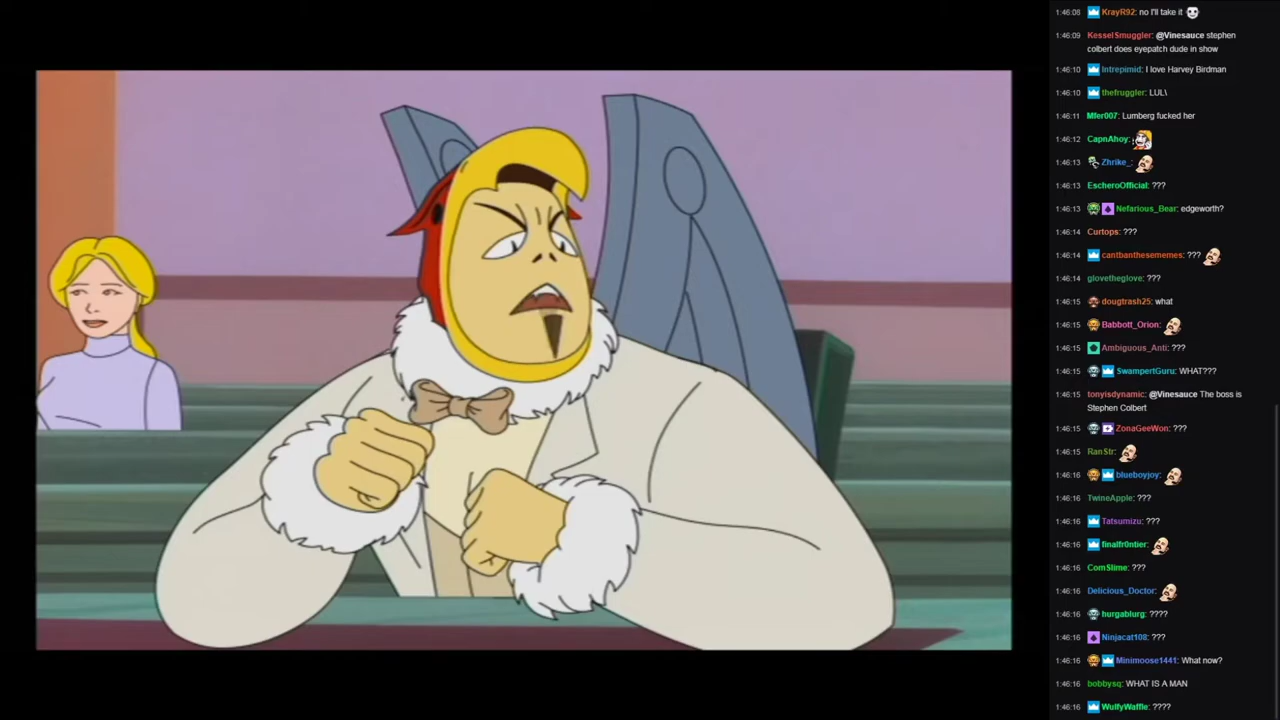 1:46:08 KrayR92: no I'll take it
1:46:09 KesselSmuggler: @Vinesauce stephen
colbert does eyepatch dude in show
1:46:10 Intrepimid: I love Harvey Birdman
1:46:10 thefruggler: LUL\
1:46:11 Mfer007: Lumberg fucked her
1:46:12 CapnAhoy:
1:46:13 Zhrike_:
1:46:13 EscheroOfficial: ???
1:46:13 Nefarious_Bear: edgeworth?
1:46:14 Curtops: ???
1:46:14 cantbanthesememes: ???
1:46:14 glovetheglove: ???
1:46:15 dougtrash25: what
1:46:15 Babbott_Orion:
1:46:15 Ambiguous_Anti: ???
1:46:15 SwampertGuru: WHAT???
1:46:15 tonyisdynamic: @Vinesauce The boss is
Stephen Colbert
1:46:15 ZonaGeeWon: ???
1:46:15 RanStr:
1:46:16 blueboyjoy:
1:46:16 TwineApple: ???
1:46:16 Tatsumizu: ???
1:46:16 finalfr0ntier:
1:46:16 ComSlime: ???
1:46:16 Delicious_Doctor:
1:46:16 hurgablurg: ????
1:46:16 Ninjacat108: ???
1:46:16 Minimoose1441: What now?
1:46:16 bobbysq: WHAT IS A MAN
1:46:16 WulfyWaffle: ????